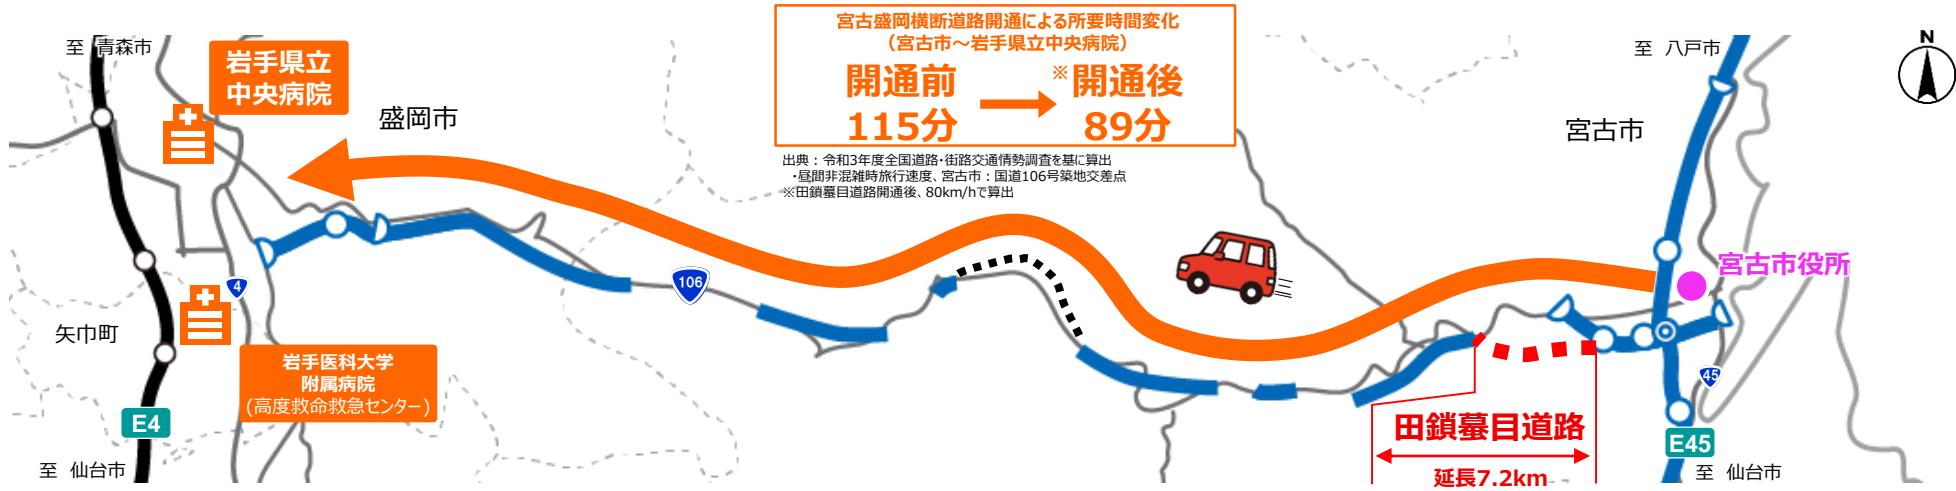 宮古盛岡横断道路開通による所要時間変化
（宮古市～岩手県立中央病院）
開通前
※開通後
115分
89分
出典：令和3年度全国道路・街路交通情勢調査を基に算出
・昼間非混雑時旅行速度、宮古市：国道106号築地交差点
※田鎖蟇目道路開通後、80km/hで算出
至 青森市
岩手県立
中央病院
盛岡市
至 八戸市
N
宮古市
宮古市役所
4
106
矢巾町
岩手医科大学
附属病院
(高度救命救急センター)
E4
至 仙台市
45
田鎖蟇目道路
延長7.2km
E45
至 仙台市